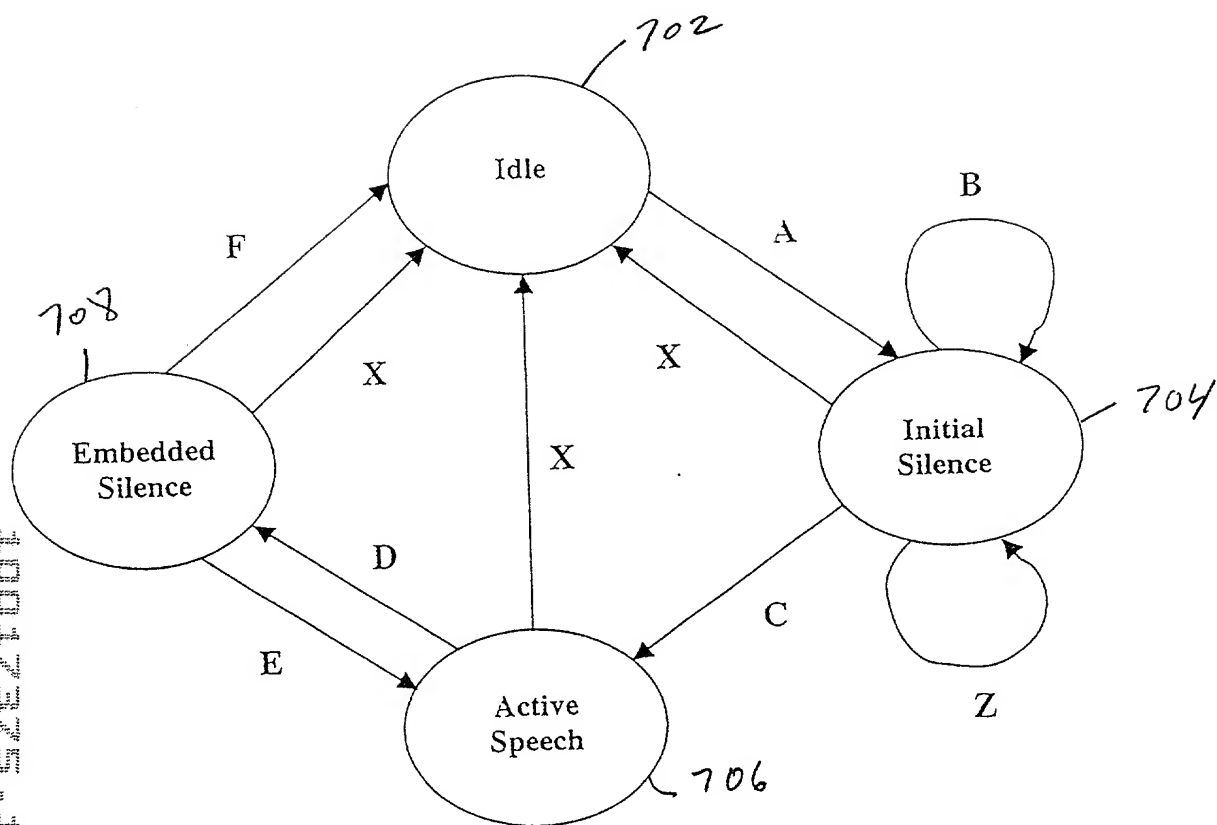 702
Idle
B
A
F
708
X
X
704
Initial
Silence
Embedded
Silence
X
D
C
E
Active
Speech
Z
706